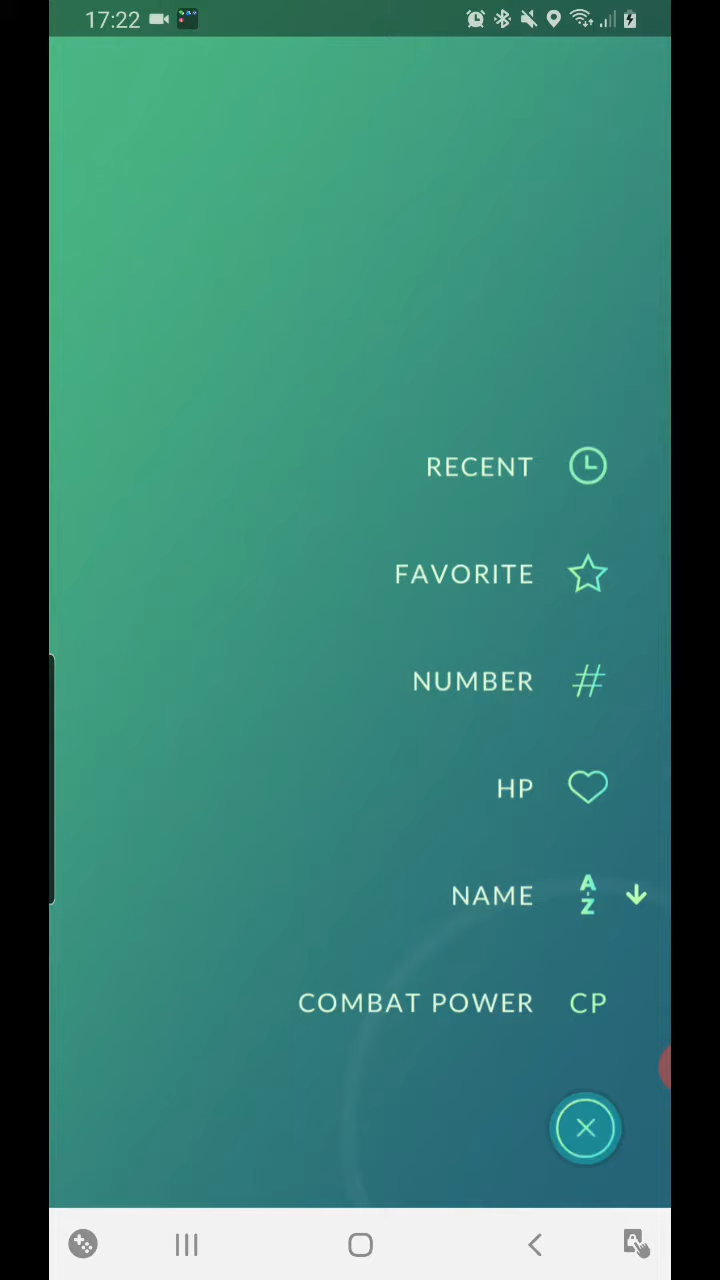 17:22
RECENT
FAVORITE
NUMBER #
HP
NAME A-Z
COMBAT POWER CP